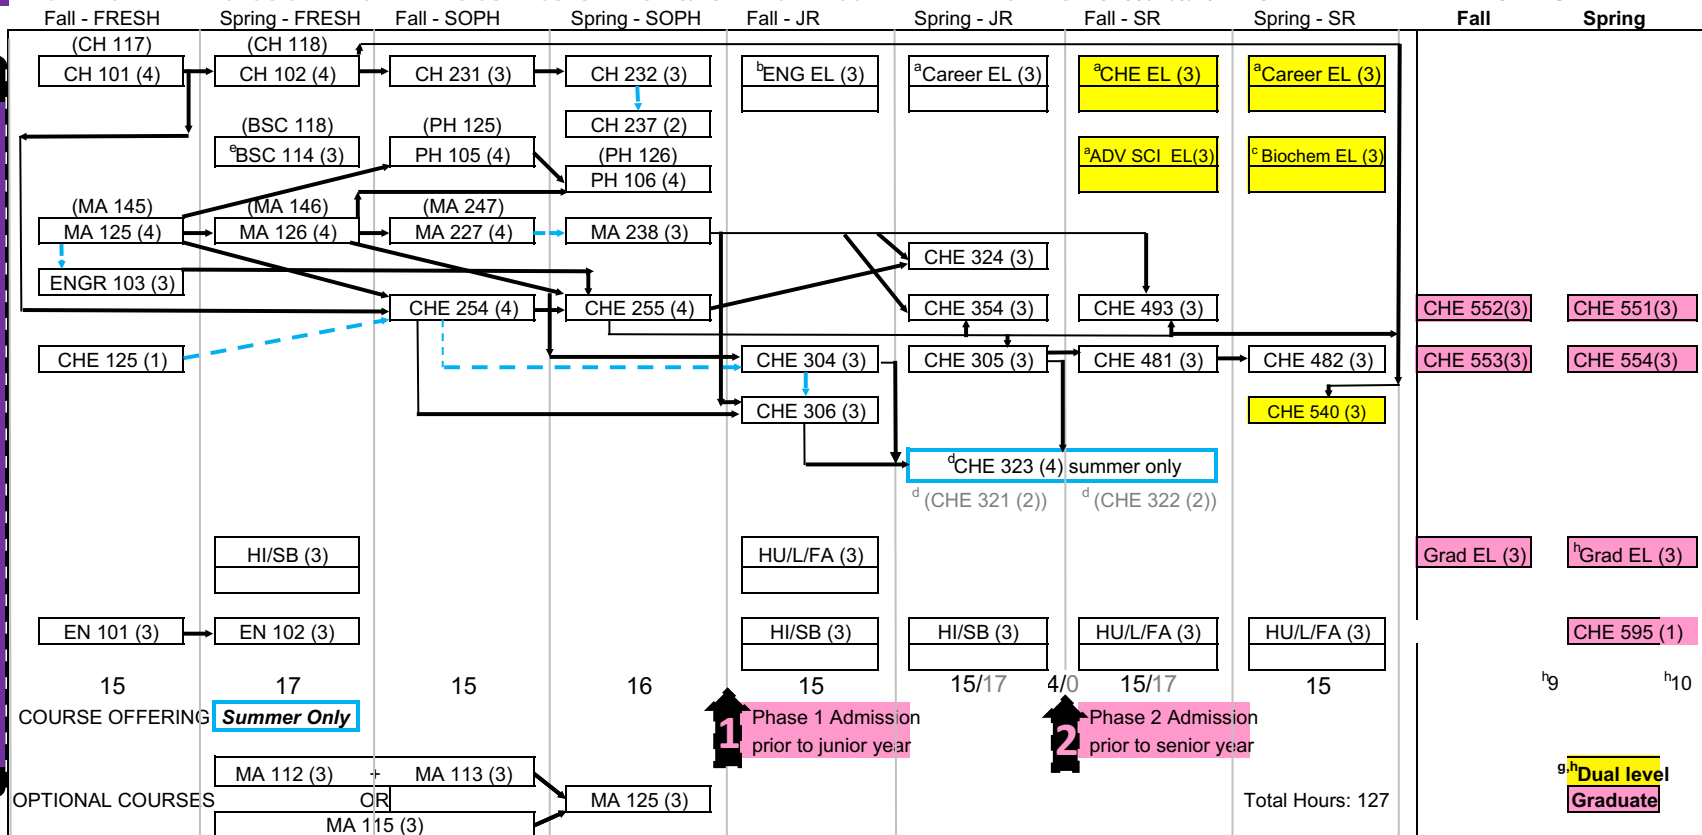 Fall - FRESH Spring - FRESH Fall - SOPH Spring - SOPH Fall - JR Spring - JR Fall - SR Spring - SR Fall Spring
(CH 117) (CH 118)
CH 101 (4) CH 102 (4) CH 231 (3) CH 232 (3) bENG EL (3) aCareer EL (3) aCHE EL (3) aCareer EL (3)
(BSC 118) (PH 125) CH 237 (2)
eBSC 114 (3) PH 105 (4) (PH 126) aADV SCI EL(3) c Biochem EL (3)
PH 106 (4)
(MA 145) (MA 146) (MA 247)
MA 125 (4) MA 126 (4) MA 227 (4) MA 238 (3)
CHE 324 (3)
ENGR 103 (3)
CHE 254 (4) CHE 255 (4) CHE 354 (3) CHE 493 (3) CHE 552(3) CHE 551(3)
CHE 125 (1) CHE 304 (3) CHE 305 (3) CHE 481 (3) CHE 482 (3) CHE 553(3) CHE 554(3)
CHE 306 (3) CHE 540 (3)
dCHE 323 (4) summer only
d (CHE 321 (2)) d (CHE 322 (2))
HI/SB (3) HU/L/FA (3) Grad EL (3) hGrad EL (3)
EN 101 (3) EN 102 (3) HI/SB (3) HI/SB (3) HU/L/FA (3) HU/L/FA (3) CHE 595 (1)
15 17 15 16 15 15/17 4/0 15/17 15 h9 h10
COURSE OFFERING Summer Only 1 Phase 1 Admission 2 Phase 2 Admission
prior to junior year prior to senior year
MA 112 (3) + MA 113 (3) g,hDual level
OPTIONAL COURSES OR MA 125 (3) Total Hours: 127 Graduate
MA 115 (3)